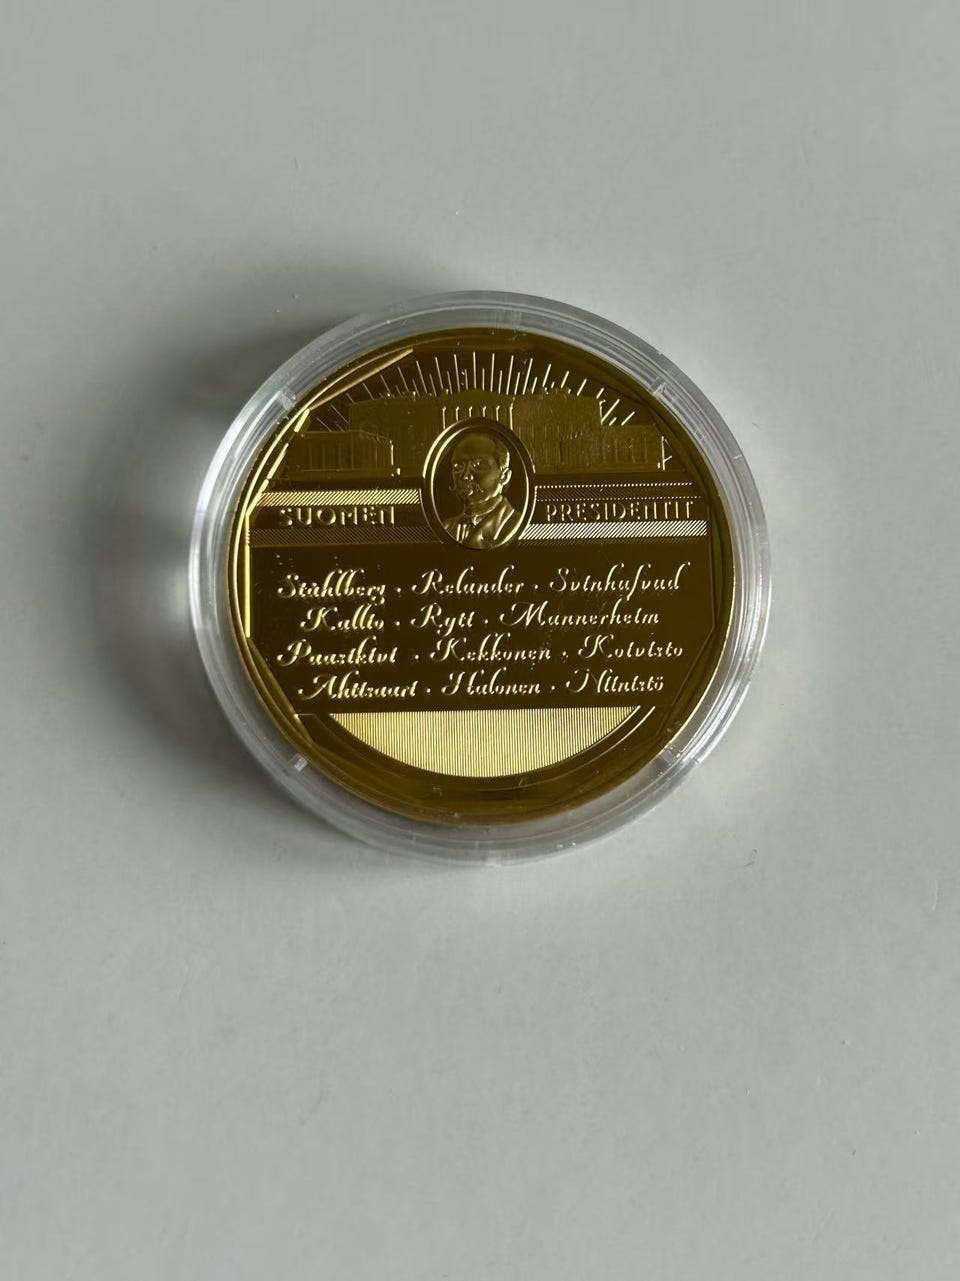 SUOMEN PRESIDENTIT
Ståhlberg · Relander · Svinhufvud
Kallio · Ryti · Mannerheim
Paasikivi · Kekkonen · Koivisto
Ahtisaari · Halonen · Niinistö